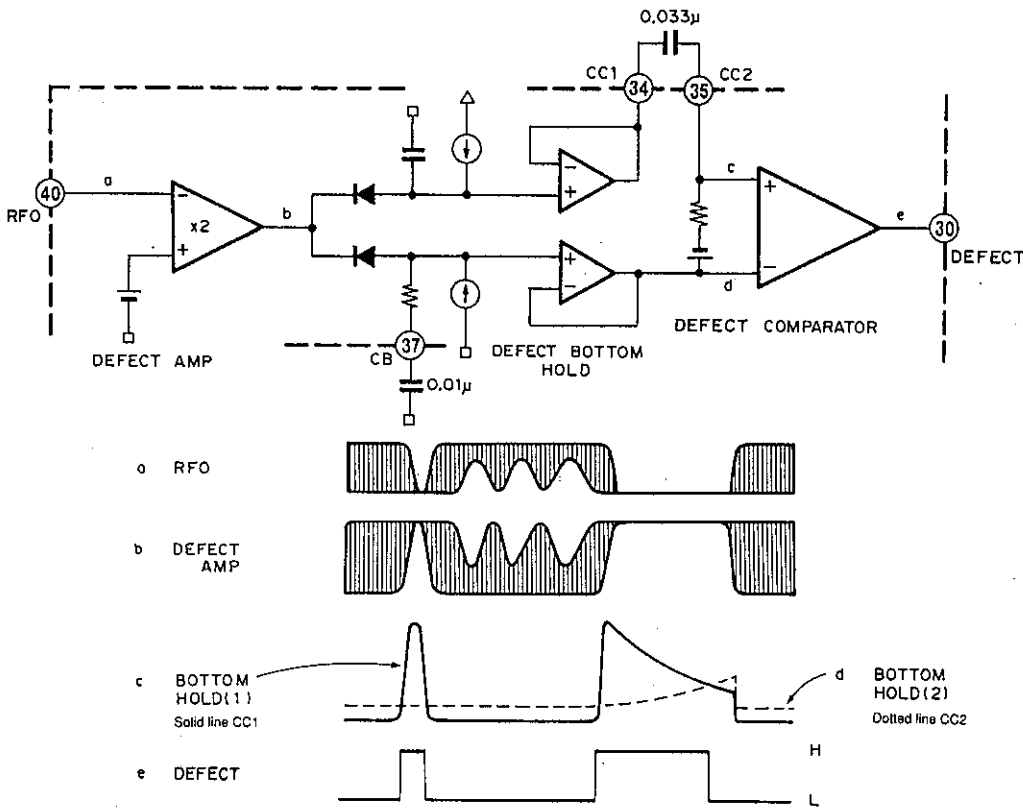 0.033µ
CC1
34
35
CC2
40
a
RFO
−
x2
+
b
−
+
c
+
−
d
e
30
DEFECT
+
−
DEFECT AMP
CB
37
0.01µ
DEFECT BOTTOM
HOLD
DEFECT COMPARATOR
a RFO
b DEFECT
AMP
c BOTTOM
HOLD(1)
Solid line CC1
d BOTTOM
HOLD(2)
Dotted line CC2
e DEFECT
H
L